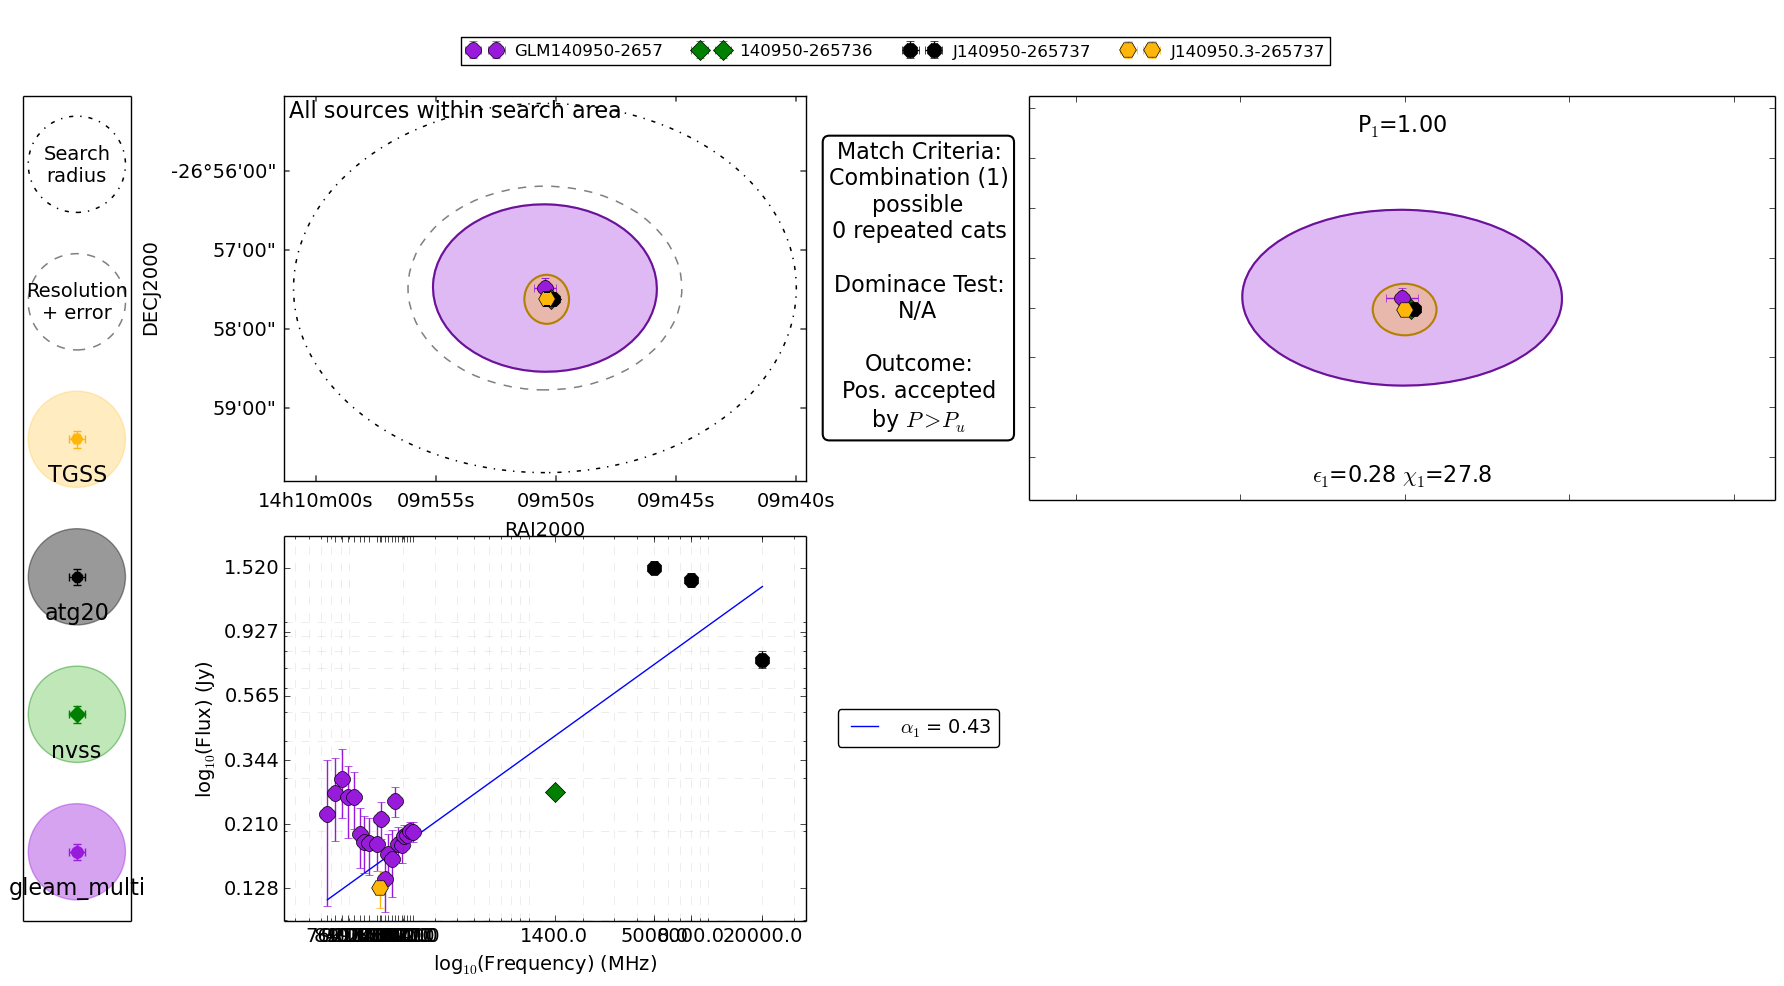 GLM140950-2657 140950-265736 J140950-265737 J140950.3-265737
Search
radius
Resolution
+ error
TGSS
atg20
nvss
gleam_multi
All sources within search area
DECJ2000
-26°56'00"
57'00"
58'00"
59'00"
14h10m00s 09m55s 09m50s 09m45s 09m40s
RAJ2000
Match Criteria:
Combination (1)
possible
0 repeated cats
Dominace Test:
N/A
Outcome:
Pos. accepted
by P>Pu
P1=1.00
ϵ1=0.28 χ1=27.8
log10(Flux) (Jy)
1.520
0.927
0.565
0.344
0.210
0.128
1400.0 5000.0 8000.0 20000.0
log10(Frequency) (MHz)
α1 = 0.43